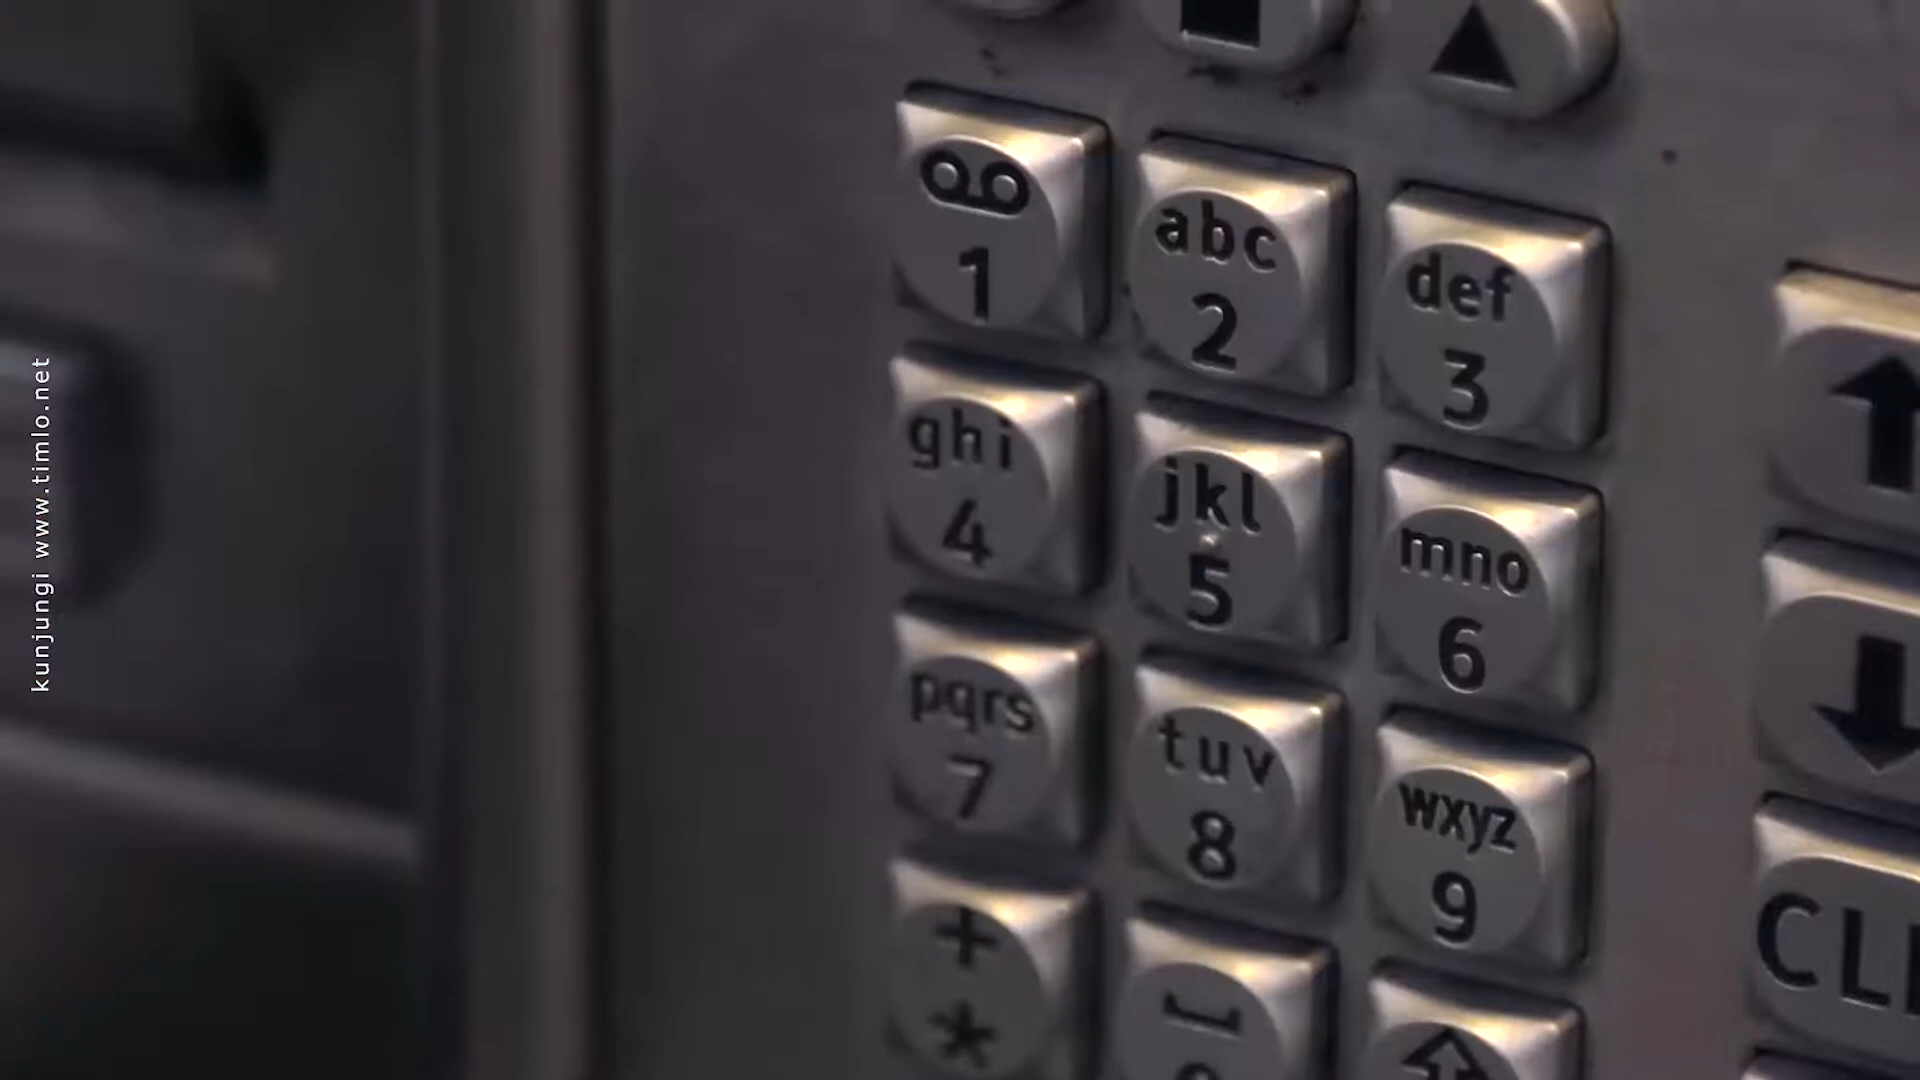 kunjungi www.timlo.net
1
abc
2
def
3
ghi
4
jkl
5
mno
6
pqrs
7
tuv
8
wxyz
9
+
*